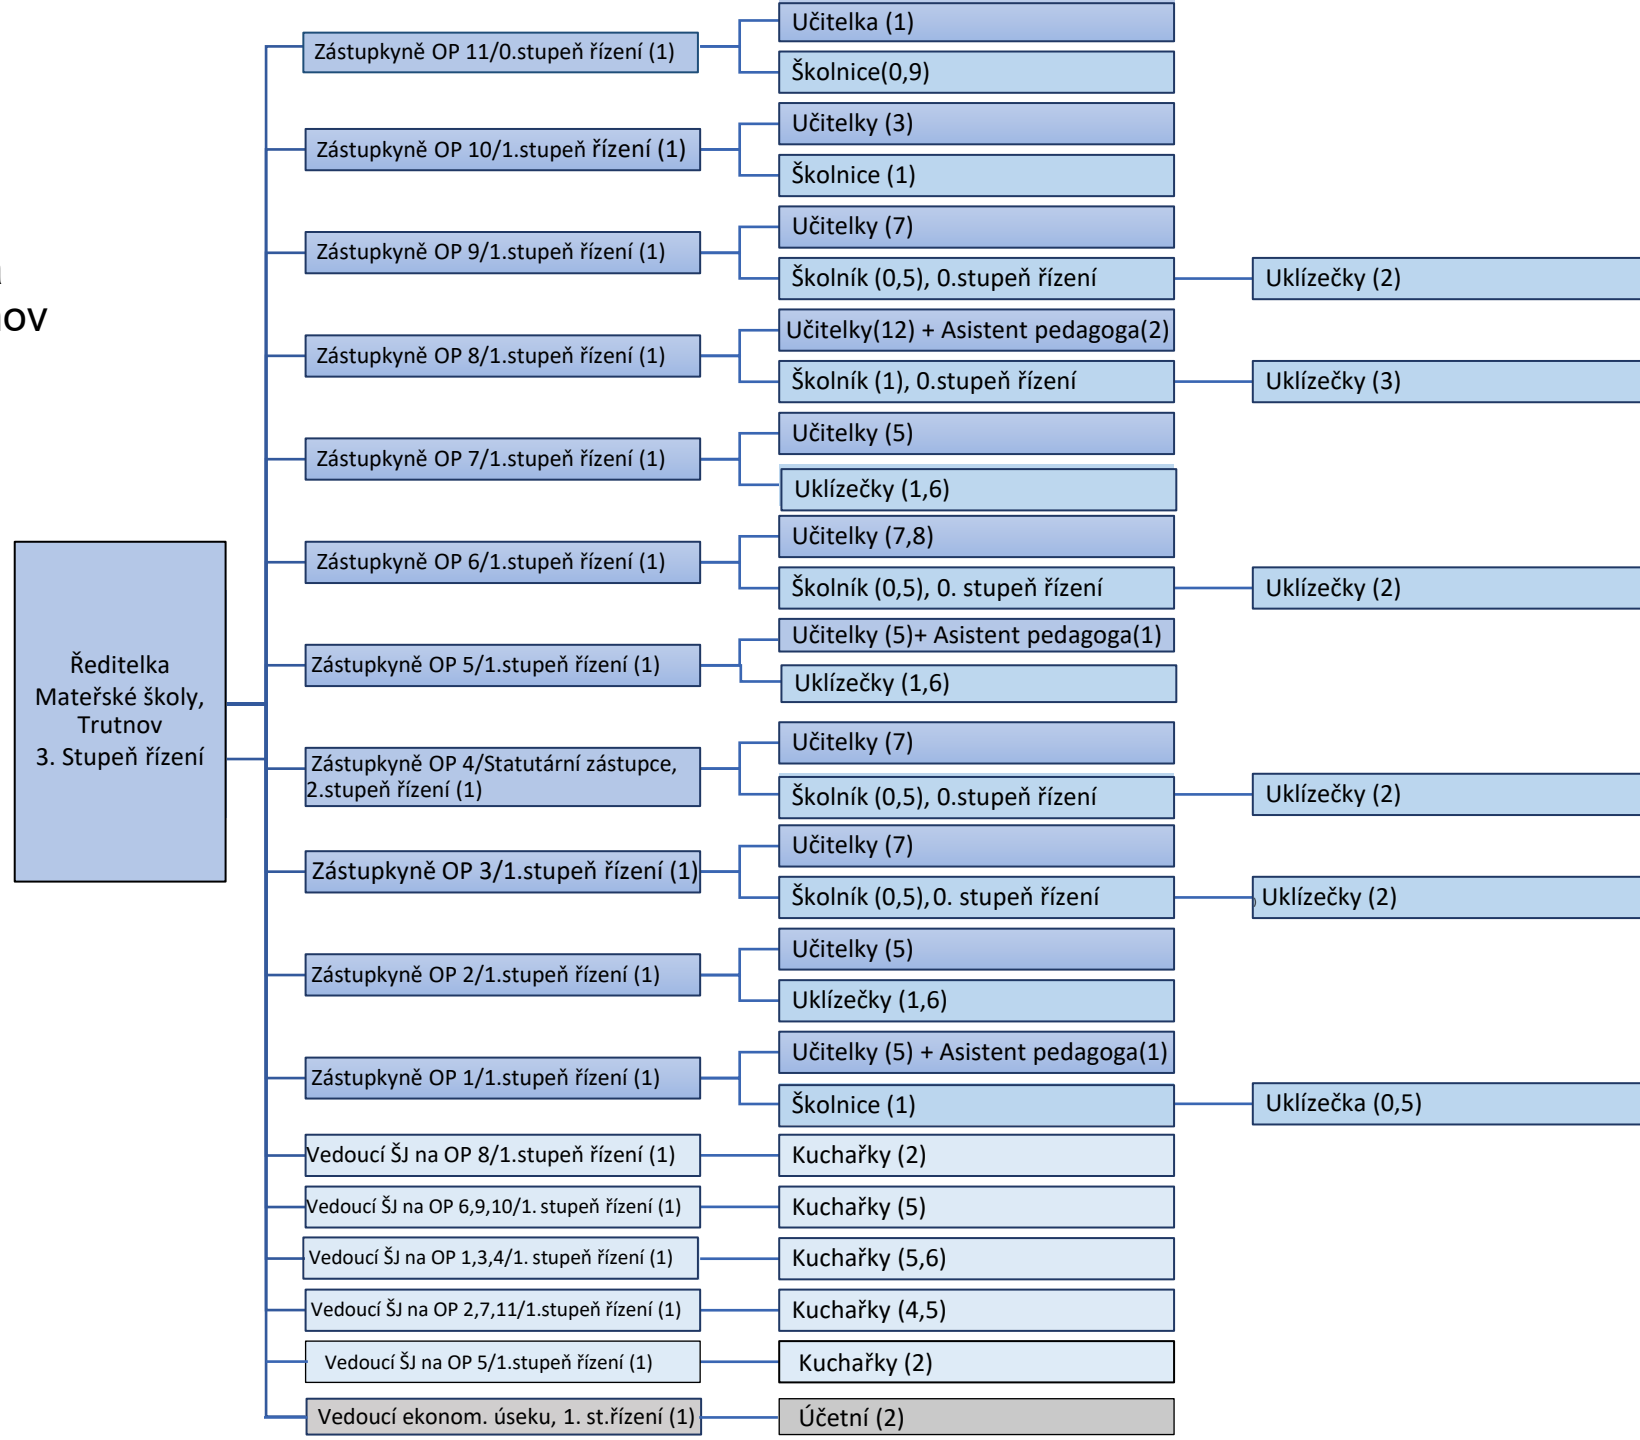 Učitelka (1)
Zástupkyně OP 11/0.stupeň řízení (1)
Školnice(0,9)
Učitelky (3)
Zástupkyně OP 10/1.stupeň řízení (1)
Školnice (1)
Učitelky (7)
Zástupkyně OP 9/1.stupeň řízení (1)
Školník (0,5), 0.stupeň řízení
Uklízečky (2)
nov
Učitelky(12) + Asistent pedagoga(2)
Zástupkyně OP 8/1.stupeň řízení (1)
Školník (1), 0.stupeň řízení
Uklízečky (3)
Učitelky (5)
Zástupkyně OP 7/1.stupeň řízení (1)
Uklízečky (1,6)
Učitelky (7,8)
Zástupkyně OP 6/1.stupeň řízení (1)
Školník (0,5), 0. stupeň řízení
Uklízečky (2)
Učitelky (5)+ Asistent pedagoga(1)
Zástupkyně OP 5/1.stupeň řízení (1)
Uklízečky (1,6)
Ředitelka
Mateřské školy,
Trutnov
3. Stupeň řízení
Učitelky (7)
Zástupkyně OP 4/Statutární zástupce,
2.stupeň řízení (1)
Školník (0,5), 0.stupeň řízení
Uklízečky (2)
Učitelky (7)
Zástupkyně OP 3/1.stupeň řízení (1)
Školník (0,5),0. stupeň řízení
Uklízečky (2)
Učitelky (5)
Zástupkyně OP 2/1.stupeň řízení (1)
Uklízečky (1,6)
Učitelky (5) + Asistent pedagoga(1)
Zástupkyně OP 1/1.stupeň řízení (1)
Školnice (1)
Uklízečka (0,5)
Vedoucí ŠJ na OP 8/1.stupeň řízení (1)
Kuchařky (2)
Vedoucí ŠJ na OP 6,9,10/1. stupeň řízení (1)
Kuchařky (5)
Vedoucí ŠJ na OP 1,3,4/1. stupeň řízení (1)
Kuchařky (5,6)
Vedoucí ŠJ na OP 2,7,11/1.stupeň řízení (1)
Kuchařky (4,5)
Vedoucí ŠJ na OP 5/1.stupeň řízení (1)
Kuchařky (2)
Vedoucí ekonom. úseku, 1. st.řízení (1)
Účetní (2)